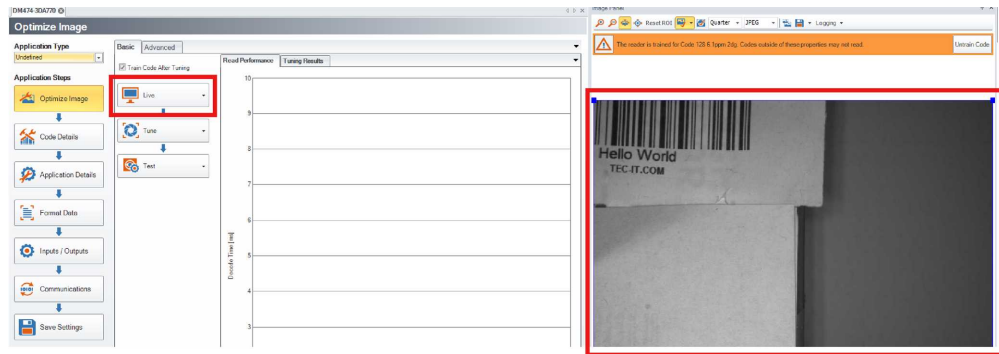 DM474-3DA770
Optimize Image
Application Type
Undefined
Application Steps
Optimize Image
Code Details
Application Details
Format Data
Inputs / Outputs
Communications
Save Settings
Basic
Advanced
Train Code After Tuning
Live
Tune
Test
Read Performance
Tuning Results
10
9
8
7
6
5
4
3
Decode Time [ms]
Image Panel
Reset ROI
Quarter
JPEG
Logging
The reader is trained for Code 128 6.1ppm 2dg. Codes outside of these properties may not read.
Untrain Code
Hello World
TEC-IT.COM